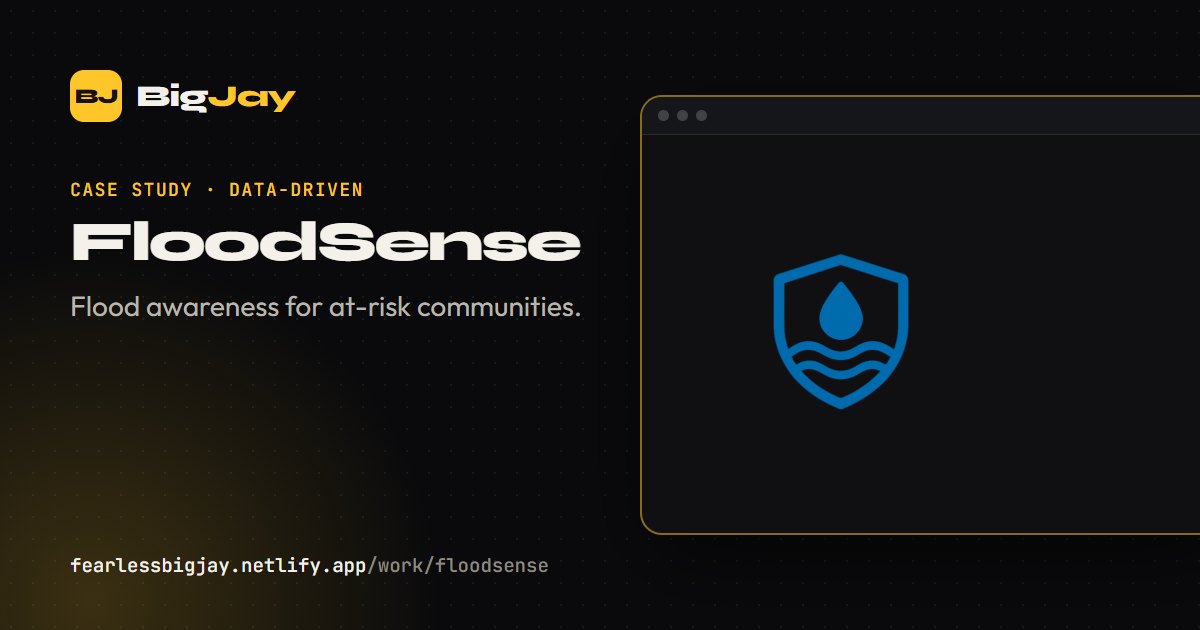 BJ BigJay
CASE STUDY · DATA-DRIVEN
FloodSense
Flood awareness for at-risk communities.
fearlessbigjay.netlify.app/work/floodsense